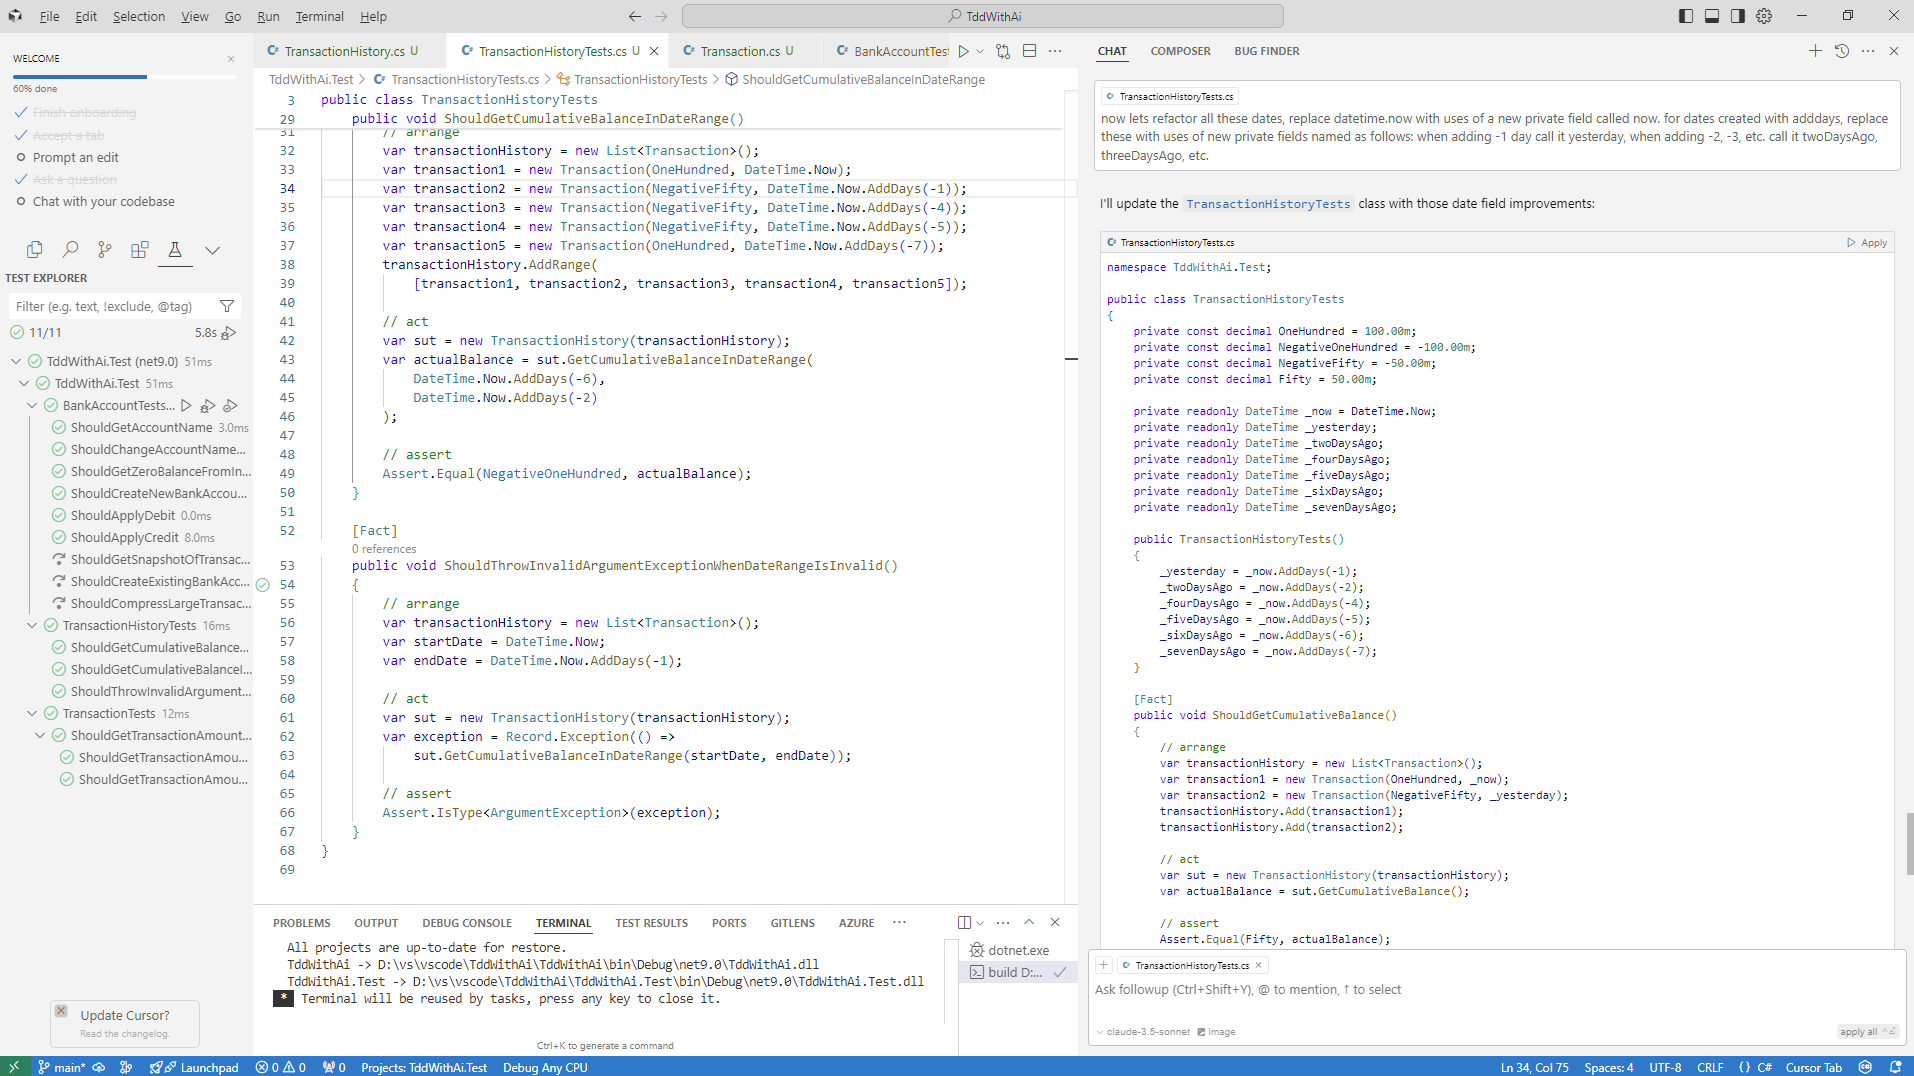 File Edit Selection View Go Run Terminal Help
TddWithAi
WELCOME
60% done
Finish onboarding
Accept a tab
Prompt an edit
Ask a question
Chat with your codebase
TEST EXPLORER
Filter (e.g. text, !exclude, @tag)
11/11 5.8s
TddWithAi.Test (net9.0) 51ms
TddWithAi.Test 51ms
BankAccountTests...
ShouldGetAccountName 3.0ms
ShouldChangeAccountName...
ShouldGetZeroBalanceFromIn...
ShouldCreateNewBankAccou...
ShouldApplyDebit 0.0ms
ShouldApplyCredit 8.0ms
ShouldGetSnapshotOfTransac...
ShouldCreateExistingBankAcc...
ShouldCompressLargeTransac...
TransactionHistoryTests 16ms
ShouldGetCumulativeBalance...
ShouldGetCumulativeBalanceI...
ShouldThrowInvalidArgument...
TransactionTests 12ms
ShouldGetTransactionAmount...
ShouldGetTransactionAmou...
ShouldGetTransactionAmou...
Update Cursor?
Read the changelog.
TransactionHistory.cs U TransactionHistoryTests.cs U Transaction.cs U BankAccountTest
TddWithAi.Test > TransactionHistoryTests.cs > TransactionHistoryTests > ShouldGetCumulativeBalanceInDateRange
3 public class TransactionHistoryTests
29 public void ShouldGetCumulativeBalanceInDateRange()
31 // arrange
32 var transactionHistory = new List<Transaction>();
33 var transaction1 = new Transaction(OneHundred, DateTime.Now);
34 var transaction2 = new Transaction(NegativeFifty, DateTime.Now.AddDays(-1));
35 var transaction3 = new Transaction(NegativeFifty, DateTime.Now.AddDays(-4));
36 var transaction4 = new Transaction(NegativeFifty, DateTime.Now.AddDays(-5));
37 var transaction5 = new Transaction(OneHundred, DateTime.Now.AddDays(-7));
38 transactionHistory.AddRange(
39 [transaction1, transaction2, transaction3, transaction4, transaction5]);
40
41 // act
42 var sut = new TransactionHistory(transactionHistory);
43 var actualBalance = sut.GetCumulativeBalanceInDateRange(
44 DateTime.Now.AddDays(-6),
45 DateTime.Now.AddDays(-2)
46 );
47
48 // assert
49 Assert.Equal(NegativeOneHundred, actualBalance);
50 }
51
52 [Fact]
0 references
53 public void ShouldThrowInvalidArgumentExceptionWhenDateRangeIsInvalid()
54 {
55 // arrange
56 var transactionHistory = new List<Transaction>();
57 var startDate = DateTime.Now;
58 var endDate = DateTime.Now.AddDays(-1);
59
60 // act
61 var sut = new TransactionHistory(transactionHistory);
62 var exception = Record.Exception(() =>
63 sut.GetCumulativeBalanceInDateRange(startDate, endDate));
64
65 // assert
66 Assert.IsType<ArgumentException>(exception);
67 }
68 }
69
PROBLEMS OUTPUT DEBUG CONSOLE TERMINAL TEST RESULTS PORTS GITLENS AZURE
All projects are up-to-date for restore.
TddWithAi -> D:\vs\vscode\TddWithAi\TddWithAi\bin\Debug\net9.0\TddWithAi.dll
TddWithAi.Test -> D:\vs\vscode\TddWithAi\TddWithAi.Test\bin\Debug\net9.0\TddWithAi.Test.dll
* Terminal will be reused by tasks, press any key to close it.
Ctrl+K to generate a command
dotnet.exe
build D:...
CHAT COMPOSER BUG FINDER
TransactionHistoryTests.cs
now lets refactor all these dates, replace datetime.now with uses of a new private field called now. for dates created with adddays, replace
these with uses of new private fields named as follows: when adding -1 day call it yesterday, when adding -2, -3, etc. call it twoDaysAgo,
threeDaysAgo, etc.
I'll update the TransactionHistoryTests class with those date field improvements:
TransactionHistoryTests.cs Apply
namespace TddWithAi.Test;
public class TransactionHistoryTests
{
private const decimal OneHundred = 100.00m;
private const decimal NegativeOneHundred = -100.00m;
private const decimal NegativeFifty = -50.00m;
private const decimal Fifty = 50.00m;
private readonly DateTime _now = DateTime.Now;
private readonly DateTime _yesterday;
private readonly DateTime _twoDaysAgo;
private readonly DateTime _fourDaysAgo;
private readonly DateTime _fiveDaysAgo;
private readonly DateTime _sixDaysAgo;
private readonly DateTime _sevenDaysAgo;
public TransactionHistoryTests()
{
_yesterday = _now.AddDays(-1);
_twoDaysAgo = _now.AddDays(-2);
_fourDaysAgo = _now.AddDays(-4);
_fiveDaysAgo = _now.AddDays(-5);
_sixDaysAgo = _now.AddDays(-6);
_sevenDaysAgo = _now.AddDays(-7);
}
[Fact]
public void ShouldGetCumulativeBalance()
{
// arrange
var transactionHistory = new List<Transaction>();
var transaction1 = new Transaction(OneHundred, _now);
var transaction2 = new Transaction(NegativeFifty, _yesterday);
transactionHistory.Add(transaction1);
transactionHistory.Add(transaction2);
// act
var sut = new TransactionHistory(transactionHistory);
var actualBalance = sut.GetCumulativeBalance();
// assert
Assert.Equal(Fifty, actualBalance);
TransactionHistoryTests.cs
Ask followup (Ctrl+Shift+Y), @ to mention, ↑ to select
claude-3.5-sonnet image apply all
main* Launchpad 0 0 0 Projects: TddWithAi.Test Debug Any CPU Ln 34, Col 75 Spaces: 4 UTF-8 CRLF {} C# Cursor Tab